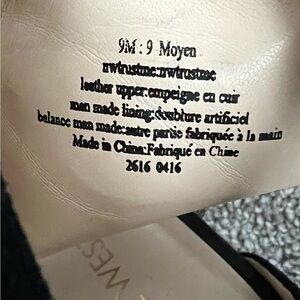 9M : 9 Moyen
nwtrustme:nwtrustme
leather upper:empeigne en cuir
man made lining:doublure artificiel
balance man made:autre partie fabriquée à la main
Made in China:Fabriqué en Chine
2616 0416
WES